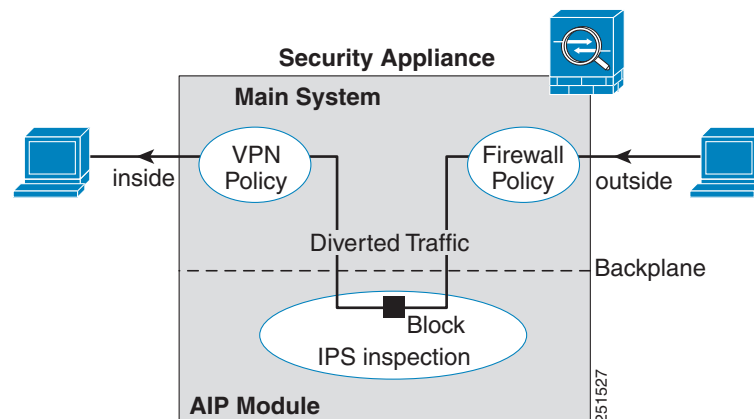 Security Appliance
Main System
VPN
Policy
Firewall
Policy
inside
outside
Diverted Traffic
Backplane
Block
IPS inspection
AIP Module
251527